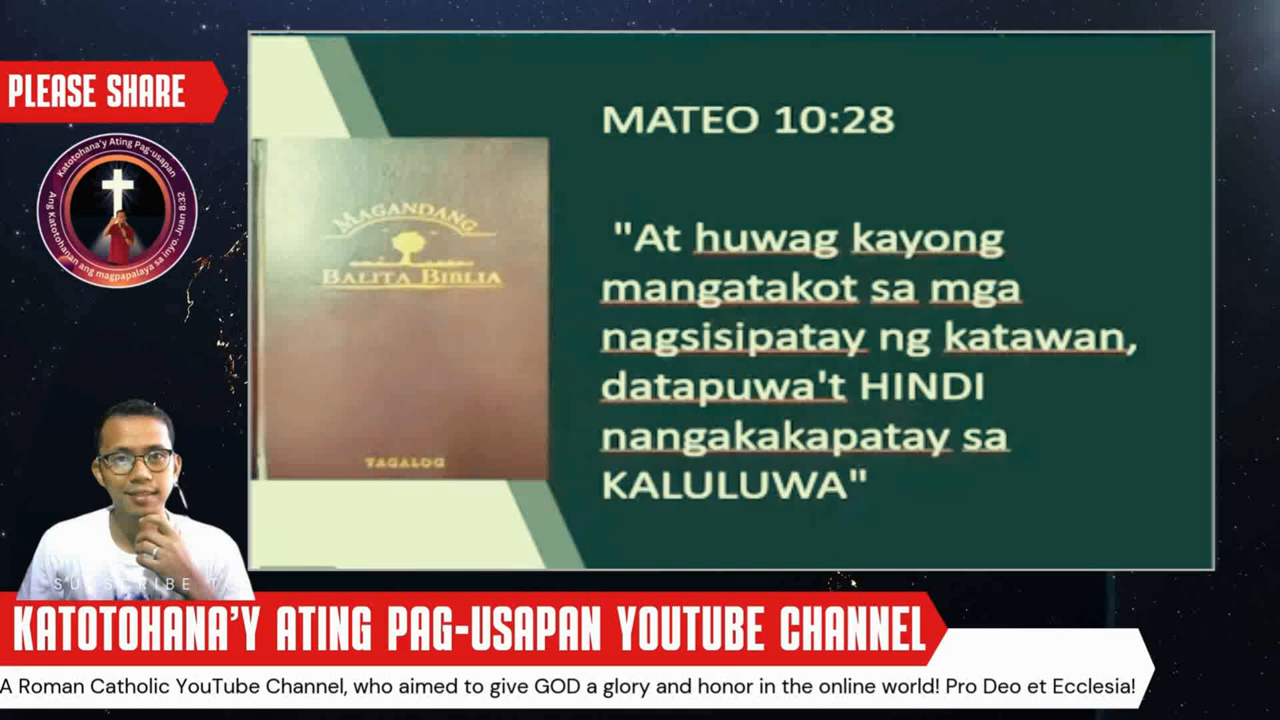 PLEASE SHARE
Katotohana'y Ating Pag-usapan
Ang Katotohanan ang magpapalaya sa inyo. Juan 8:32
MAGANDANG
BALITA BIBLIA
TAGALOG
MATEO 10:28
"At huwag kayong
mangatakot sa mga
nagsisipatay ng katawan,
datapuwa't HINDI
nangakakapatay sa
KALULUWA"
SUBSCRIBE
KATOTOHANA'Y ATING PAG-USAPAN YOUTUBE CHANNEL
A Roman Catholic YouTube Channel, who aimed to give GOD a glory and honor in the online world! Pro Deo et Ecclesia!